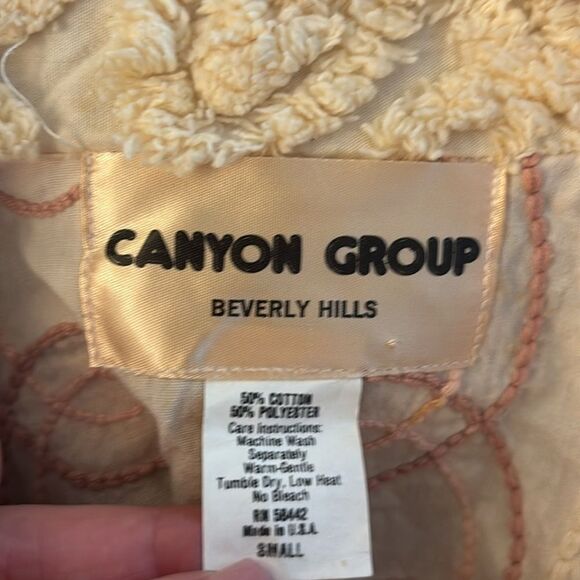 CANYON GROUP
BEVERLY HILLS
50% COTTON
50% POLYESTER
Care Instructions:
Machine Wash
Separately
Warm-Gentle
Tumble Dry, Low Heat
No Bleach
RN 58442
Made in U.S.A.
SMALL